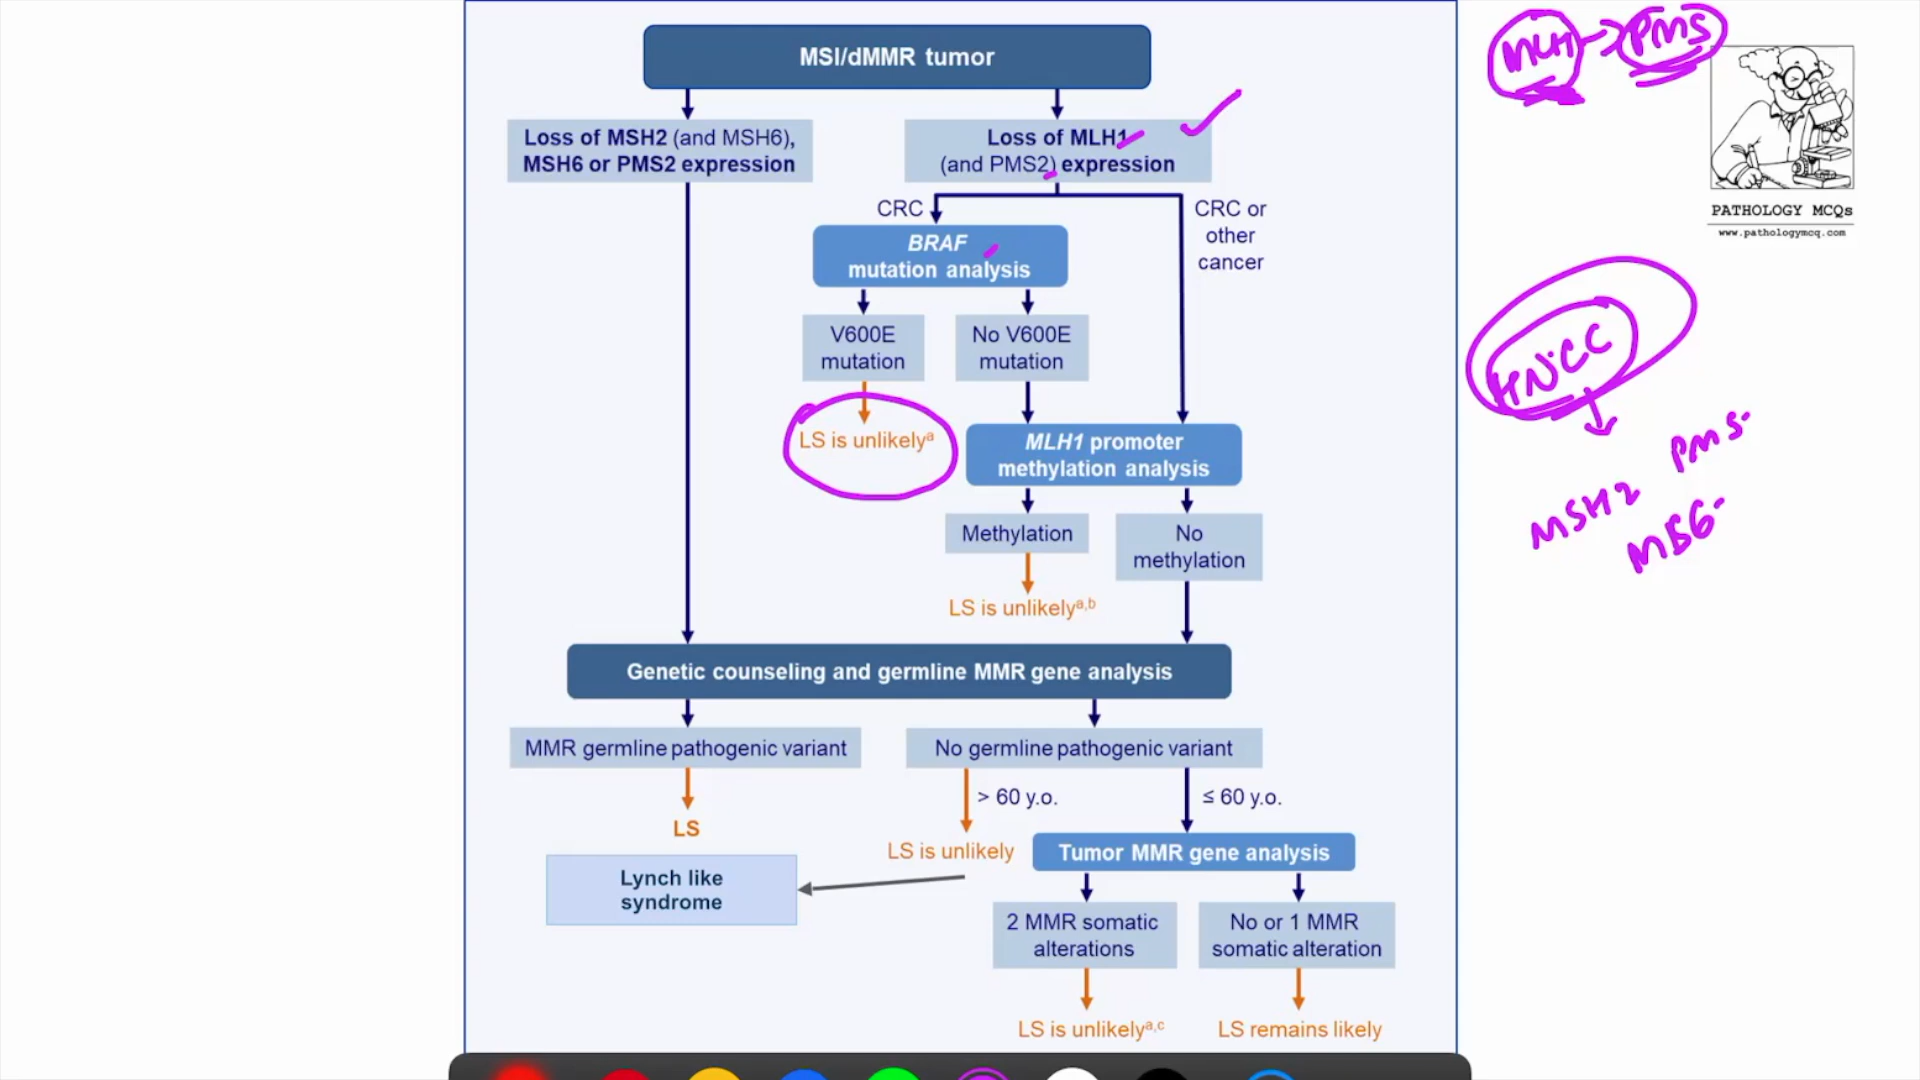 MSI/dMMR tumor
Loss of MSH2 (and MSH6),
MSH6 or PMS2 expression
Loss of MLH1
(and PMS2) expression
CRC
CRC or
other
cancer
BRAF
mutation analysis
V600E
mutation
No V600E
mutation
LS is unlikelyᵃ
MLH1 promoter
methylation analysis
Methylation
No
methylation
LS is unlikelyᵃ,ᵇ
Genetic counseling and germline MMR gene analysis
MMR germline pathogenic variant
No germline pathogenic variant
> 60 y.o.
≤ 60 y.o.
LS
LS is unlikely
Tumor MMR gene analysis
Lynch like
syndrome
2 MMR somatic
alterations
No or 1 MMR
somatic alteration
LS is unlikelyᵃ,ᶜ
LS remains likely
MLH → PMS
PATHOLOGY MCQs
www.pathologymcq.com
PMS
MSH2